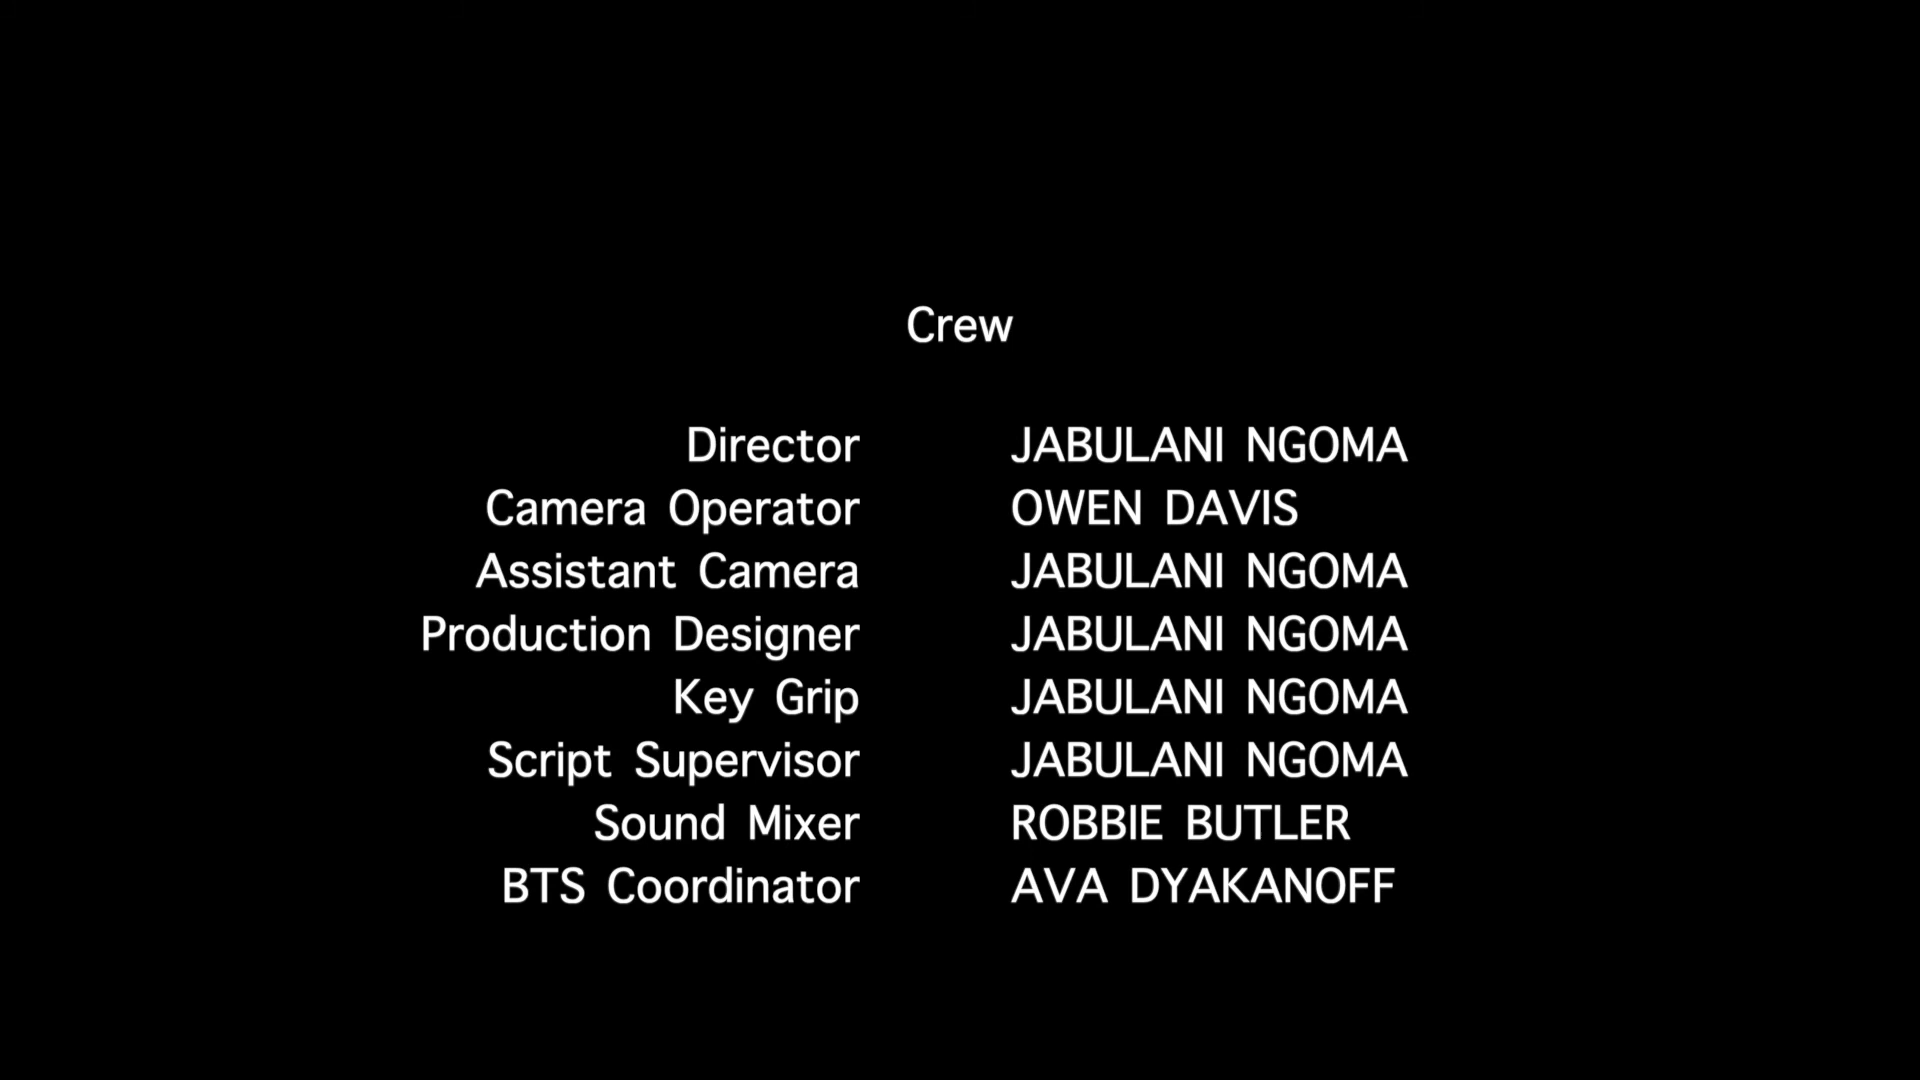 Crew
Director JABULANI NGOMA
Camera Operator OWEN DAVIS
Assistant Camera JABULANI NGOMA
Production Designer JABULANI NGOMA
Key Grip JABULANI NGOMA
Script Supervisor JABULANI NGOMA
Sound Mixer ROBBIE BUTLER
BTS Coordinator AVA DYAKANOFF